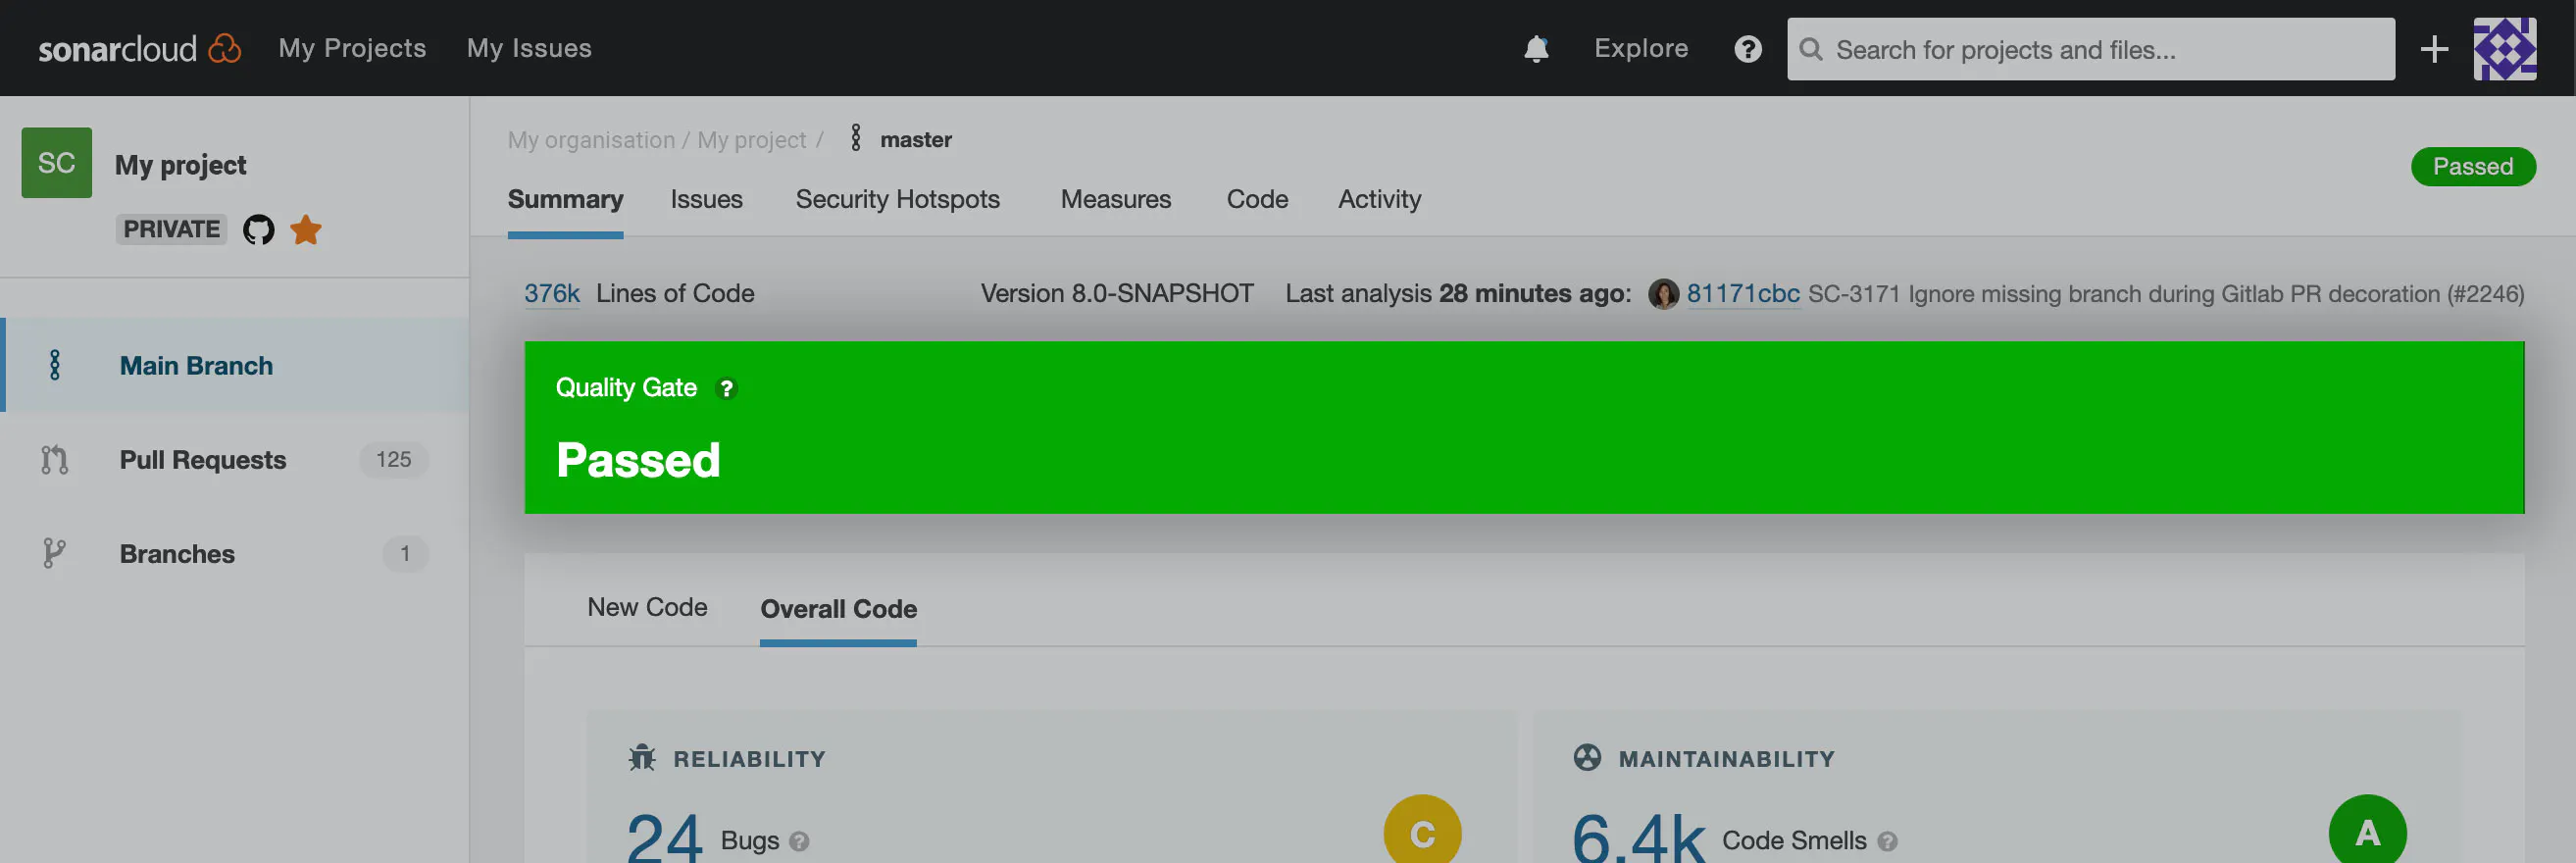 sonarcloud My Projects My Issues Explore ? Search for projects and files... +
SC My project
PRIVATE
Main Branch
Pull Requests 125
Branches 1
My organisation / My project / master
Passed
Summary Issues Security Hotspots Measures Code Activity
376k Lines of Code Version 8.0-SNAPSHOT Last analysis 28 minutes ago: 81171cbc SC-3171 Ignore missing branch during Gitlab PR decoration (#2246)
Quality Gate ?
Passed
New Code Overall Code
RELIABILITY
24 Bugs ? C
MAINTAINABILITY
6.4k Code Smells ? A